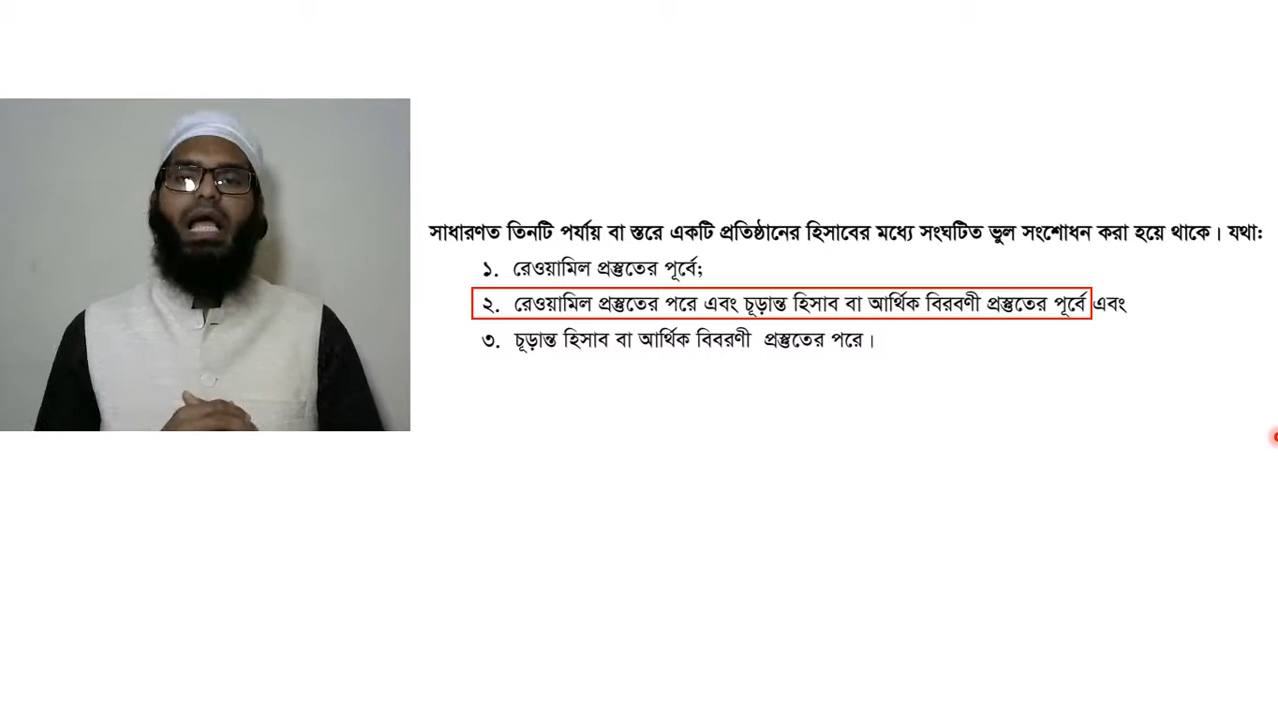 সাধারণত তিনটি পর্যায় বা স্তরে একটি প্রতিষ্ঠানের হিসাবের মধ্যে সংঘটিত ভুল সংশোধন করা হয়ে থাকে। যথা:
১. রেওয়ামিল প্রস্তুতের পূর্বে;
২. রেওয়ামিল প্রস্তুতের পরে এবং চূড়ান্ত হিসাব বা আর্থিক বিরবণী প্রস্তুতের পূর্বে এবং
৩. চূড়ান্ত হিসাব বা আর্থিক বিবরণী প্রস্তুতের পরে।